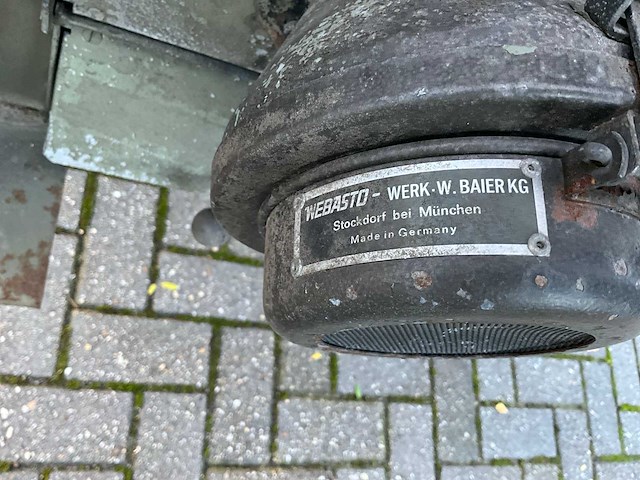 WEBASTO - WERK·W. BAIER KG
Stockdorf bei München
Made in Germany